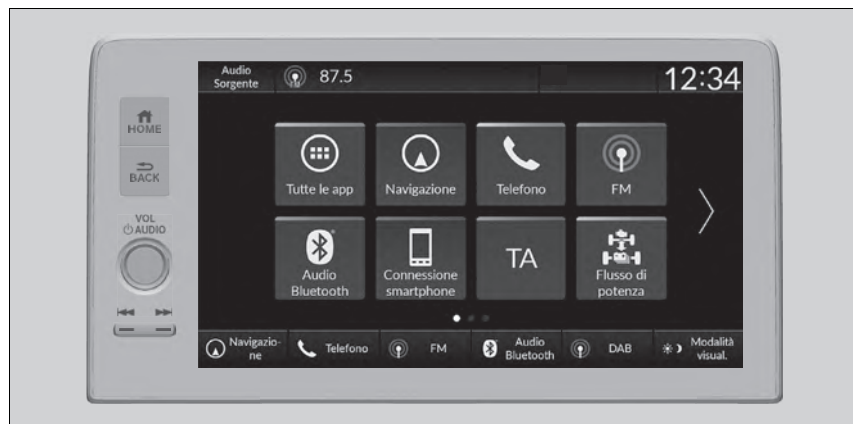 Audio
Sorgente
87.5
12:34
HOME
BACK
VOL
AUDIO
Tutte le app
Navigazione
Telefono
FM
Audio
Bluetooth
Connessione
smartphone
TA
Flusso di
potenza
Navigazio-
ne
Telefono
FM
Audio
Bluetooth
DAB
Modalità
visual.